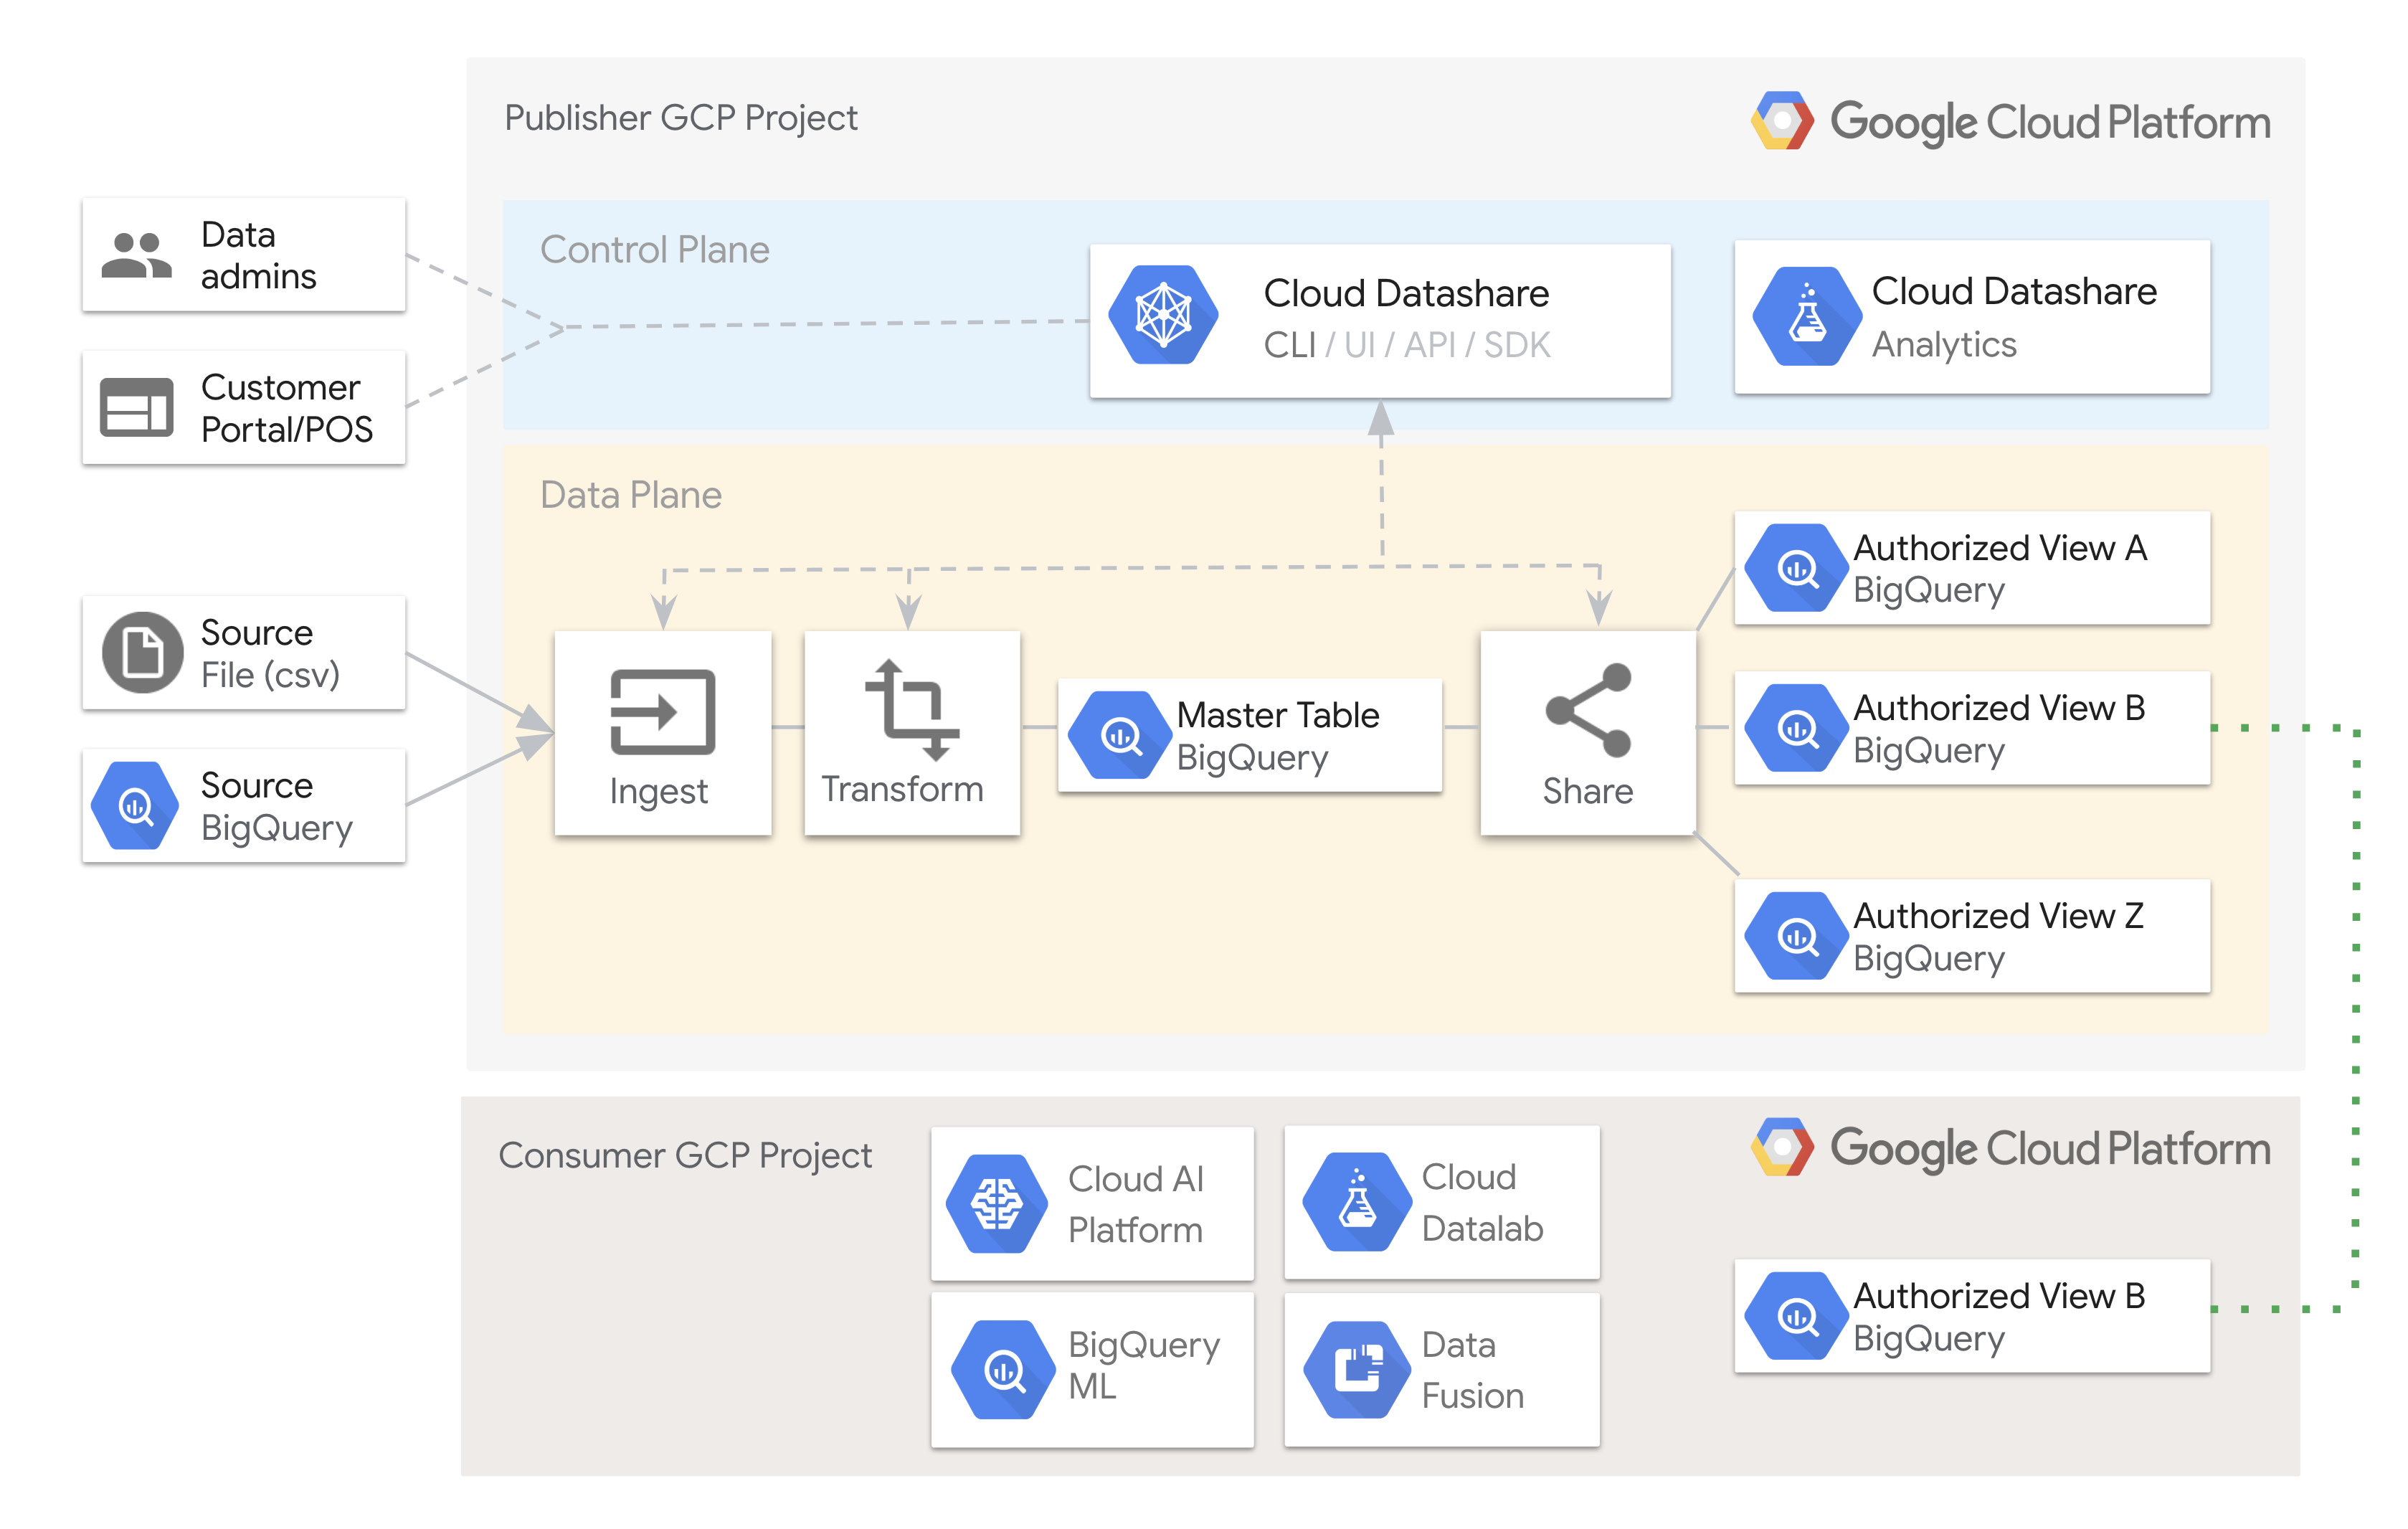 Publisher GCP Project
Google Cloud Platform
Data
admins
Customer
Portal/POS
Control Plane
Cloud Datashare
CLI / UI / API / SDK
Cloud Datashare
Analytics
Data Plane
Source
File (csv)
Source
BigQuery
Ingest
Transform
Master Table
BigQuery
Share
Authorized View A
BigQuery
Authorized View B
BigQuery
Authorized View Z
BigQuery
Consumer GCP Project
Google Cloud Platform
Cloud AI
Platform
Cloud
Datalab
BigQuery
ML
Data
Fusion
Authorized View B
BigQuery